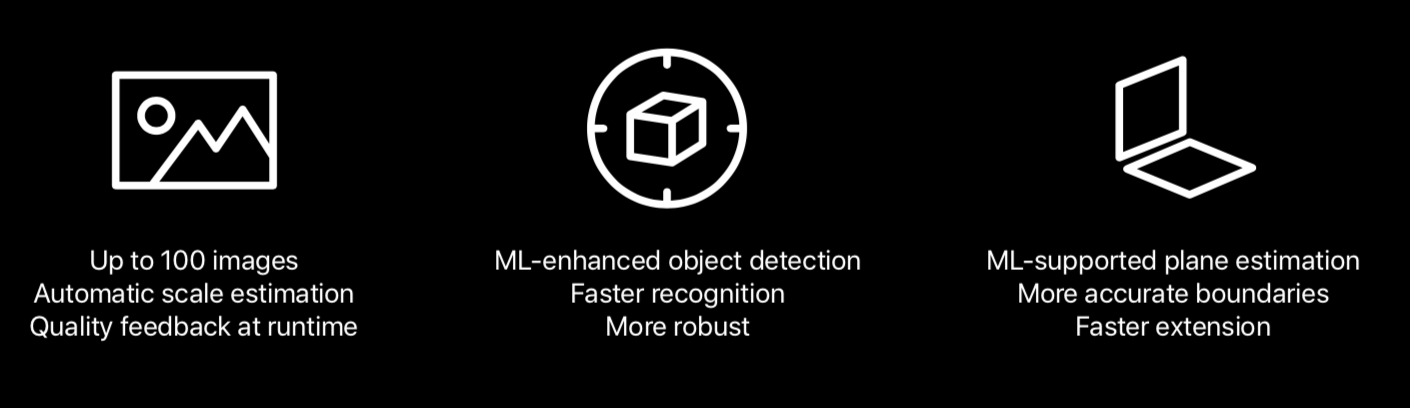 Up to 100 images
Automatic scale estimation
Quality feedback at runtime
ML-enhanced object detection
Faster recognition
More robust
ML-supported plane estimation
More accurate boundaries
Faster extension